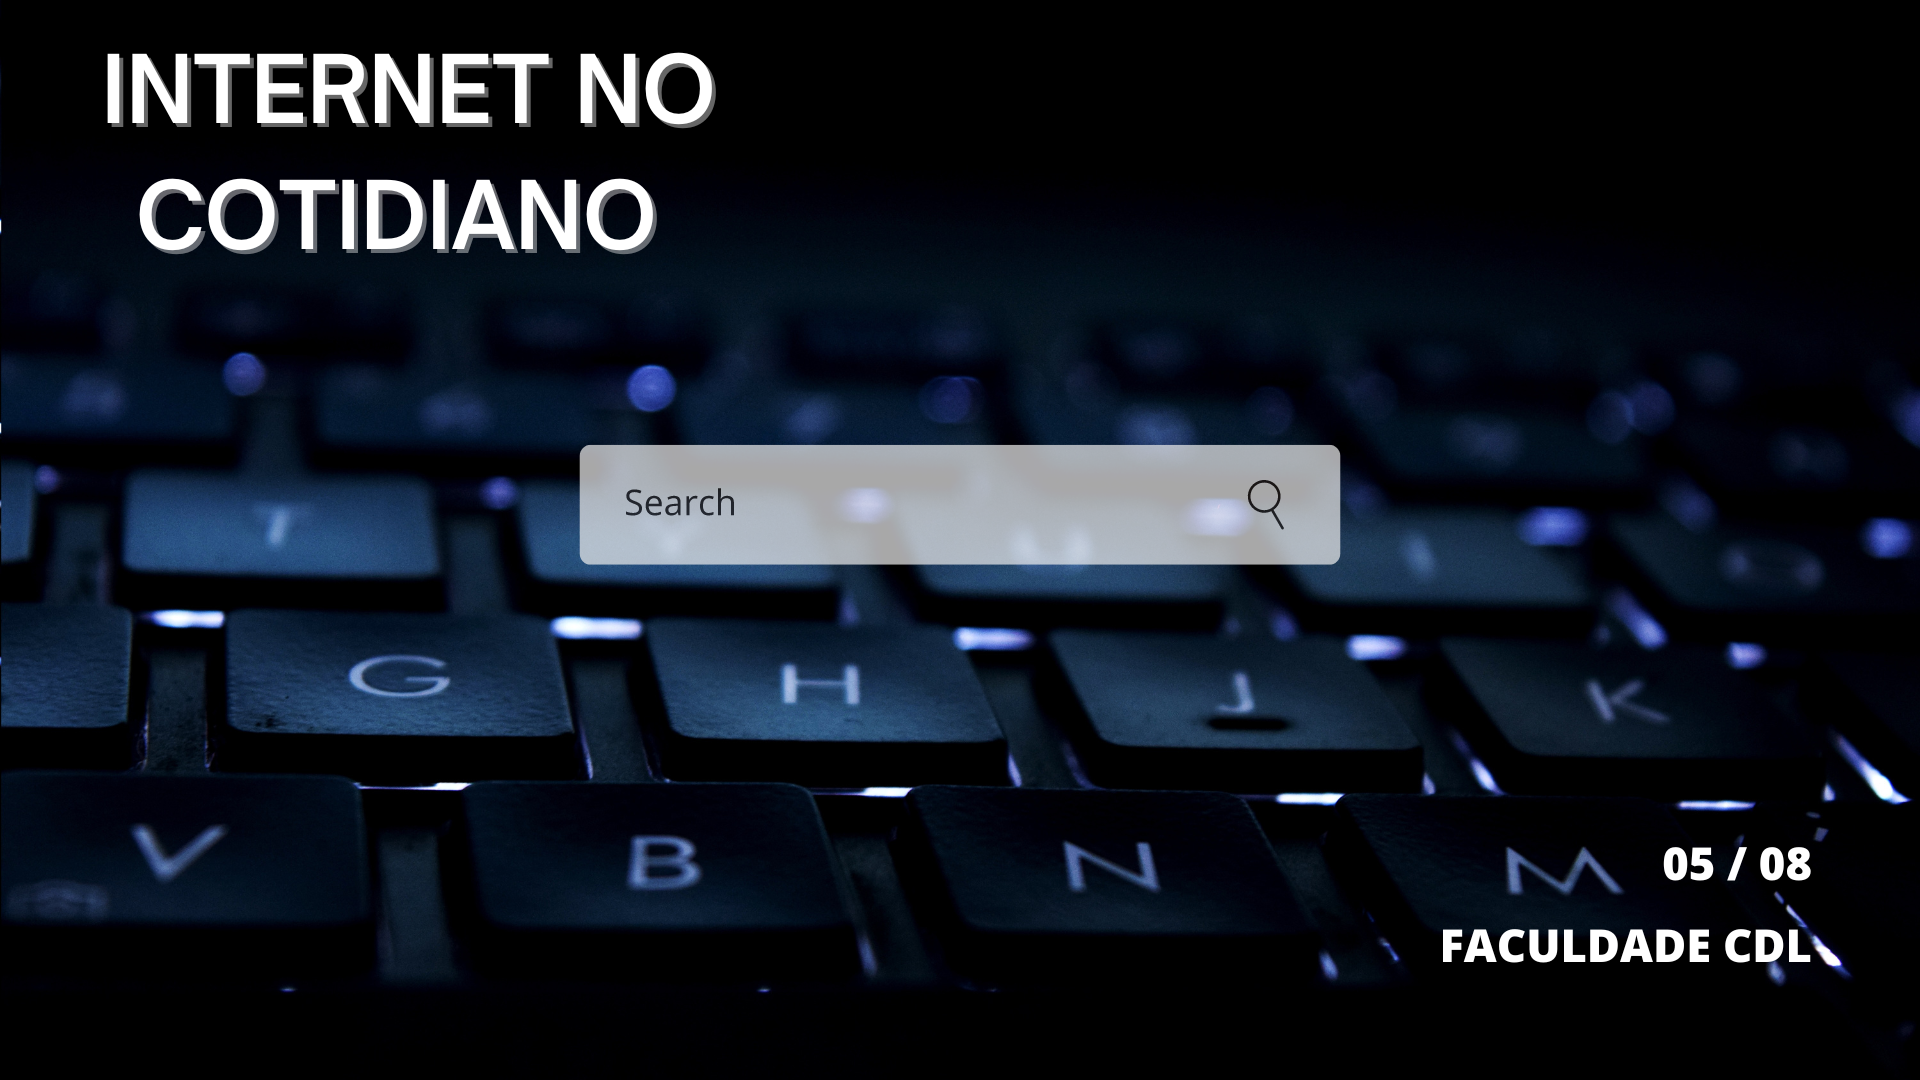 INTERNET NO
COTIDIANO
Search
T Y U I O
G H J K
V B N M
05 / 08
FACULDADE CDL